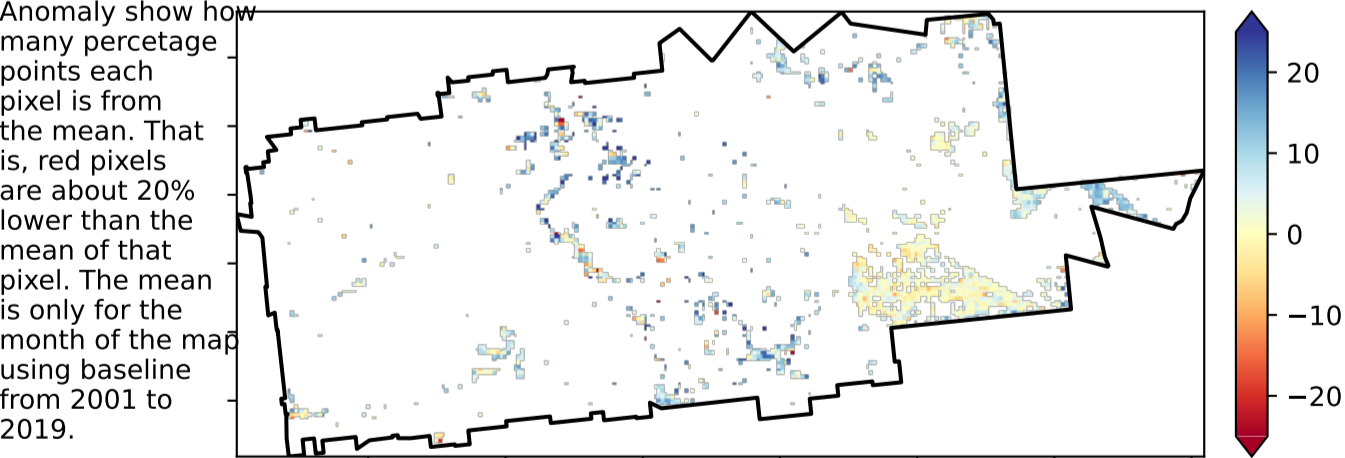 Anomaly show how
many percetage
points each
pixel is from
the mean. That
is, red pixels
are about 20%
lower than the
mean of that
pixel. The mean
is only for the
month of the map
using baseline
from 2001 to
2019.
20
10
0
−10
−20